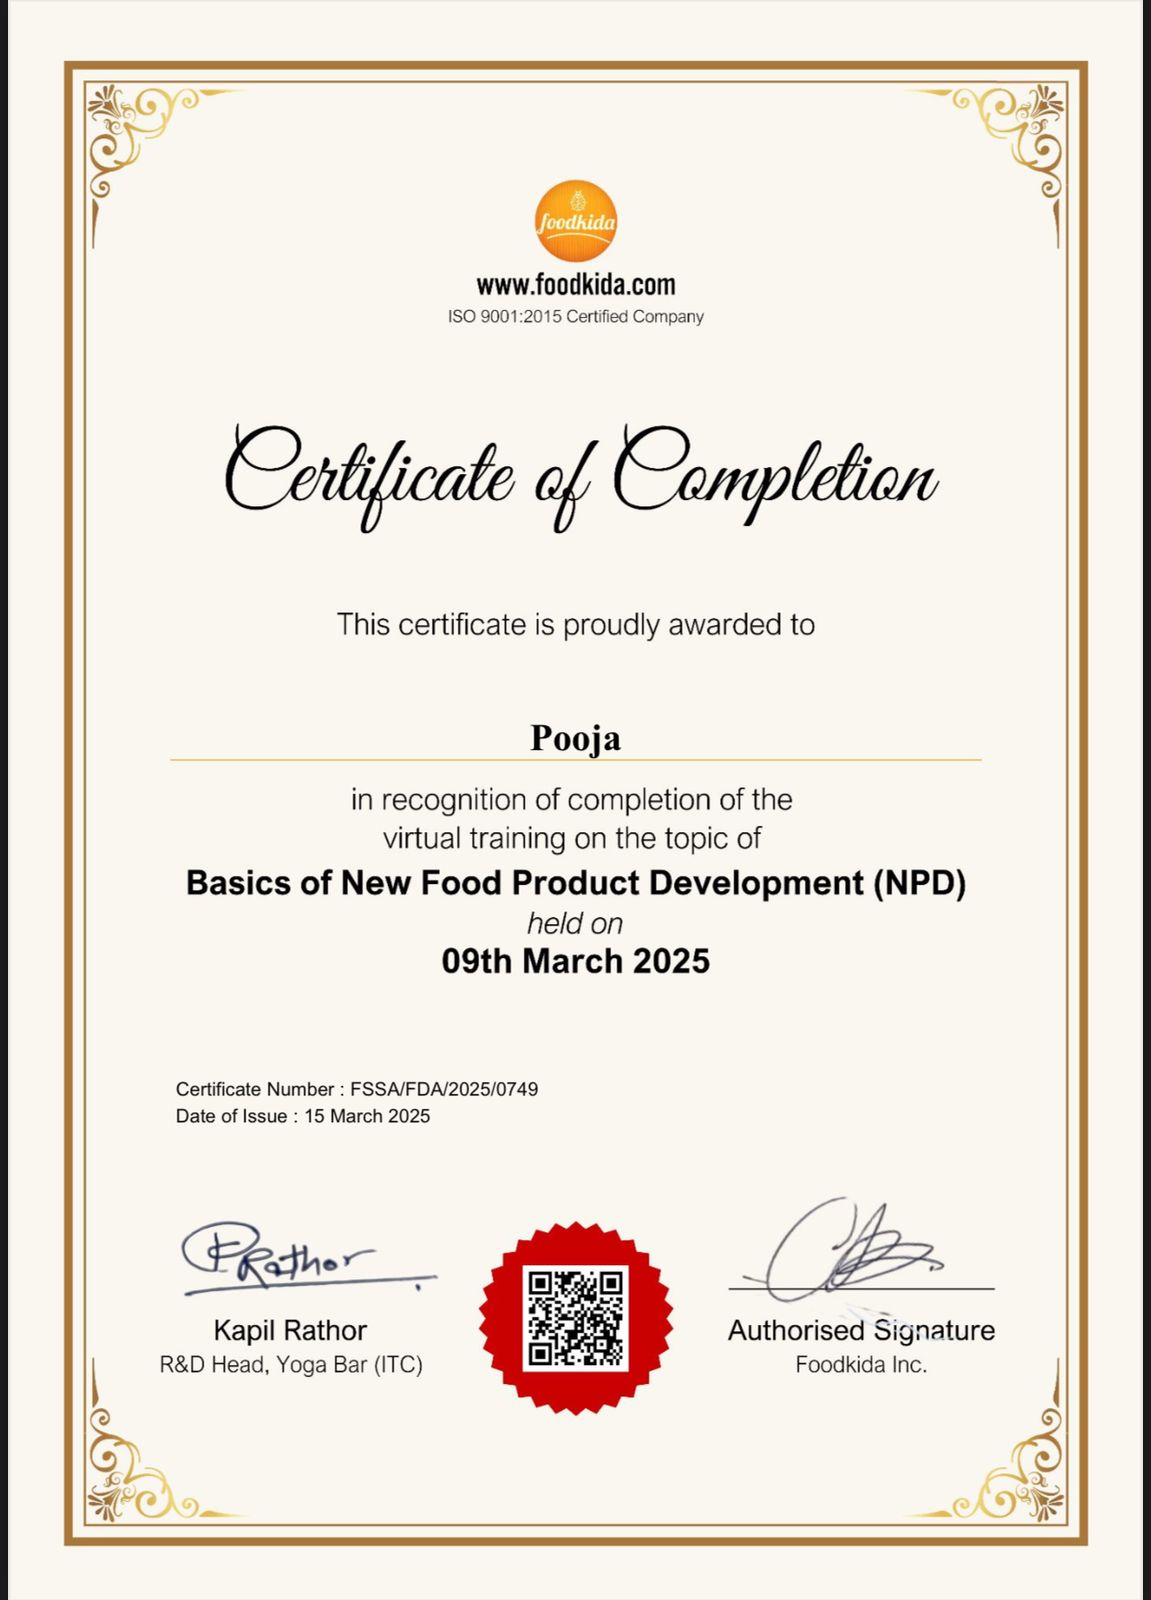 foodkida
www.foodkida.com
ISO 9001:2015 Certified Company
Certificate of Completion
This certificate is proudly awarded to
Pooja
in recognition of completion of the
virtual training on the topic of
Basics of New Food Product Development (NPD)
held on
09th March 2025
Certificate Number : FSSA/FDA/2025/0749
Date of Issue : 15 March 2025
Rathor
Kapil Rathor
R&D Head, Yoga Bar (ITC)
Authorised Signature
Foodkida Inc.